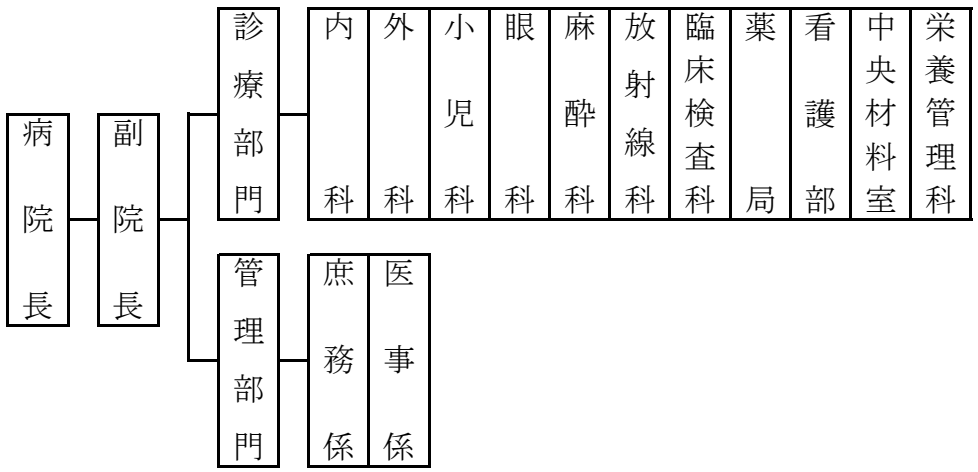 病院長
副院長
診療部門
内科
外科
小児科
眼科
麻酔科
放射線科
臨床検査科
薬局
看護部
中央材料室
栄養管理科
管理部門
庶務係
医事係